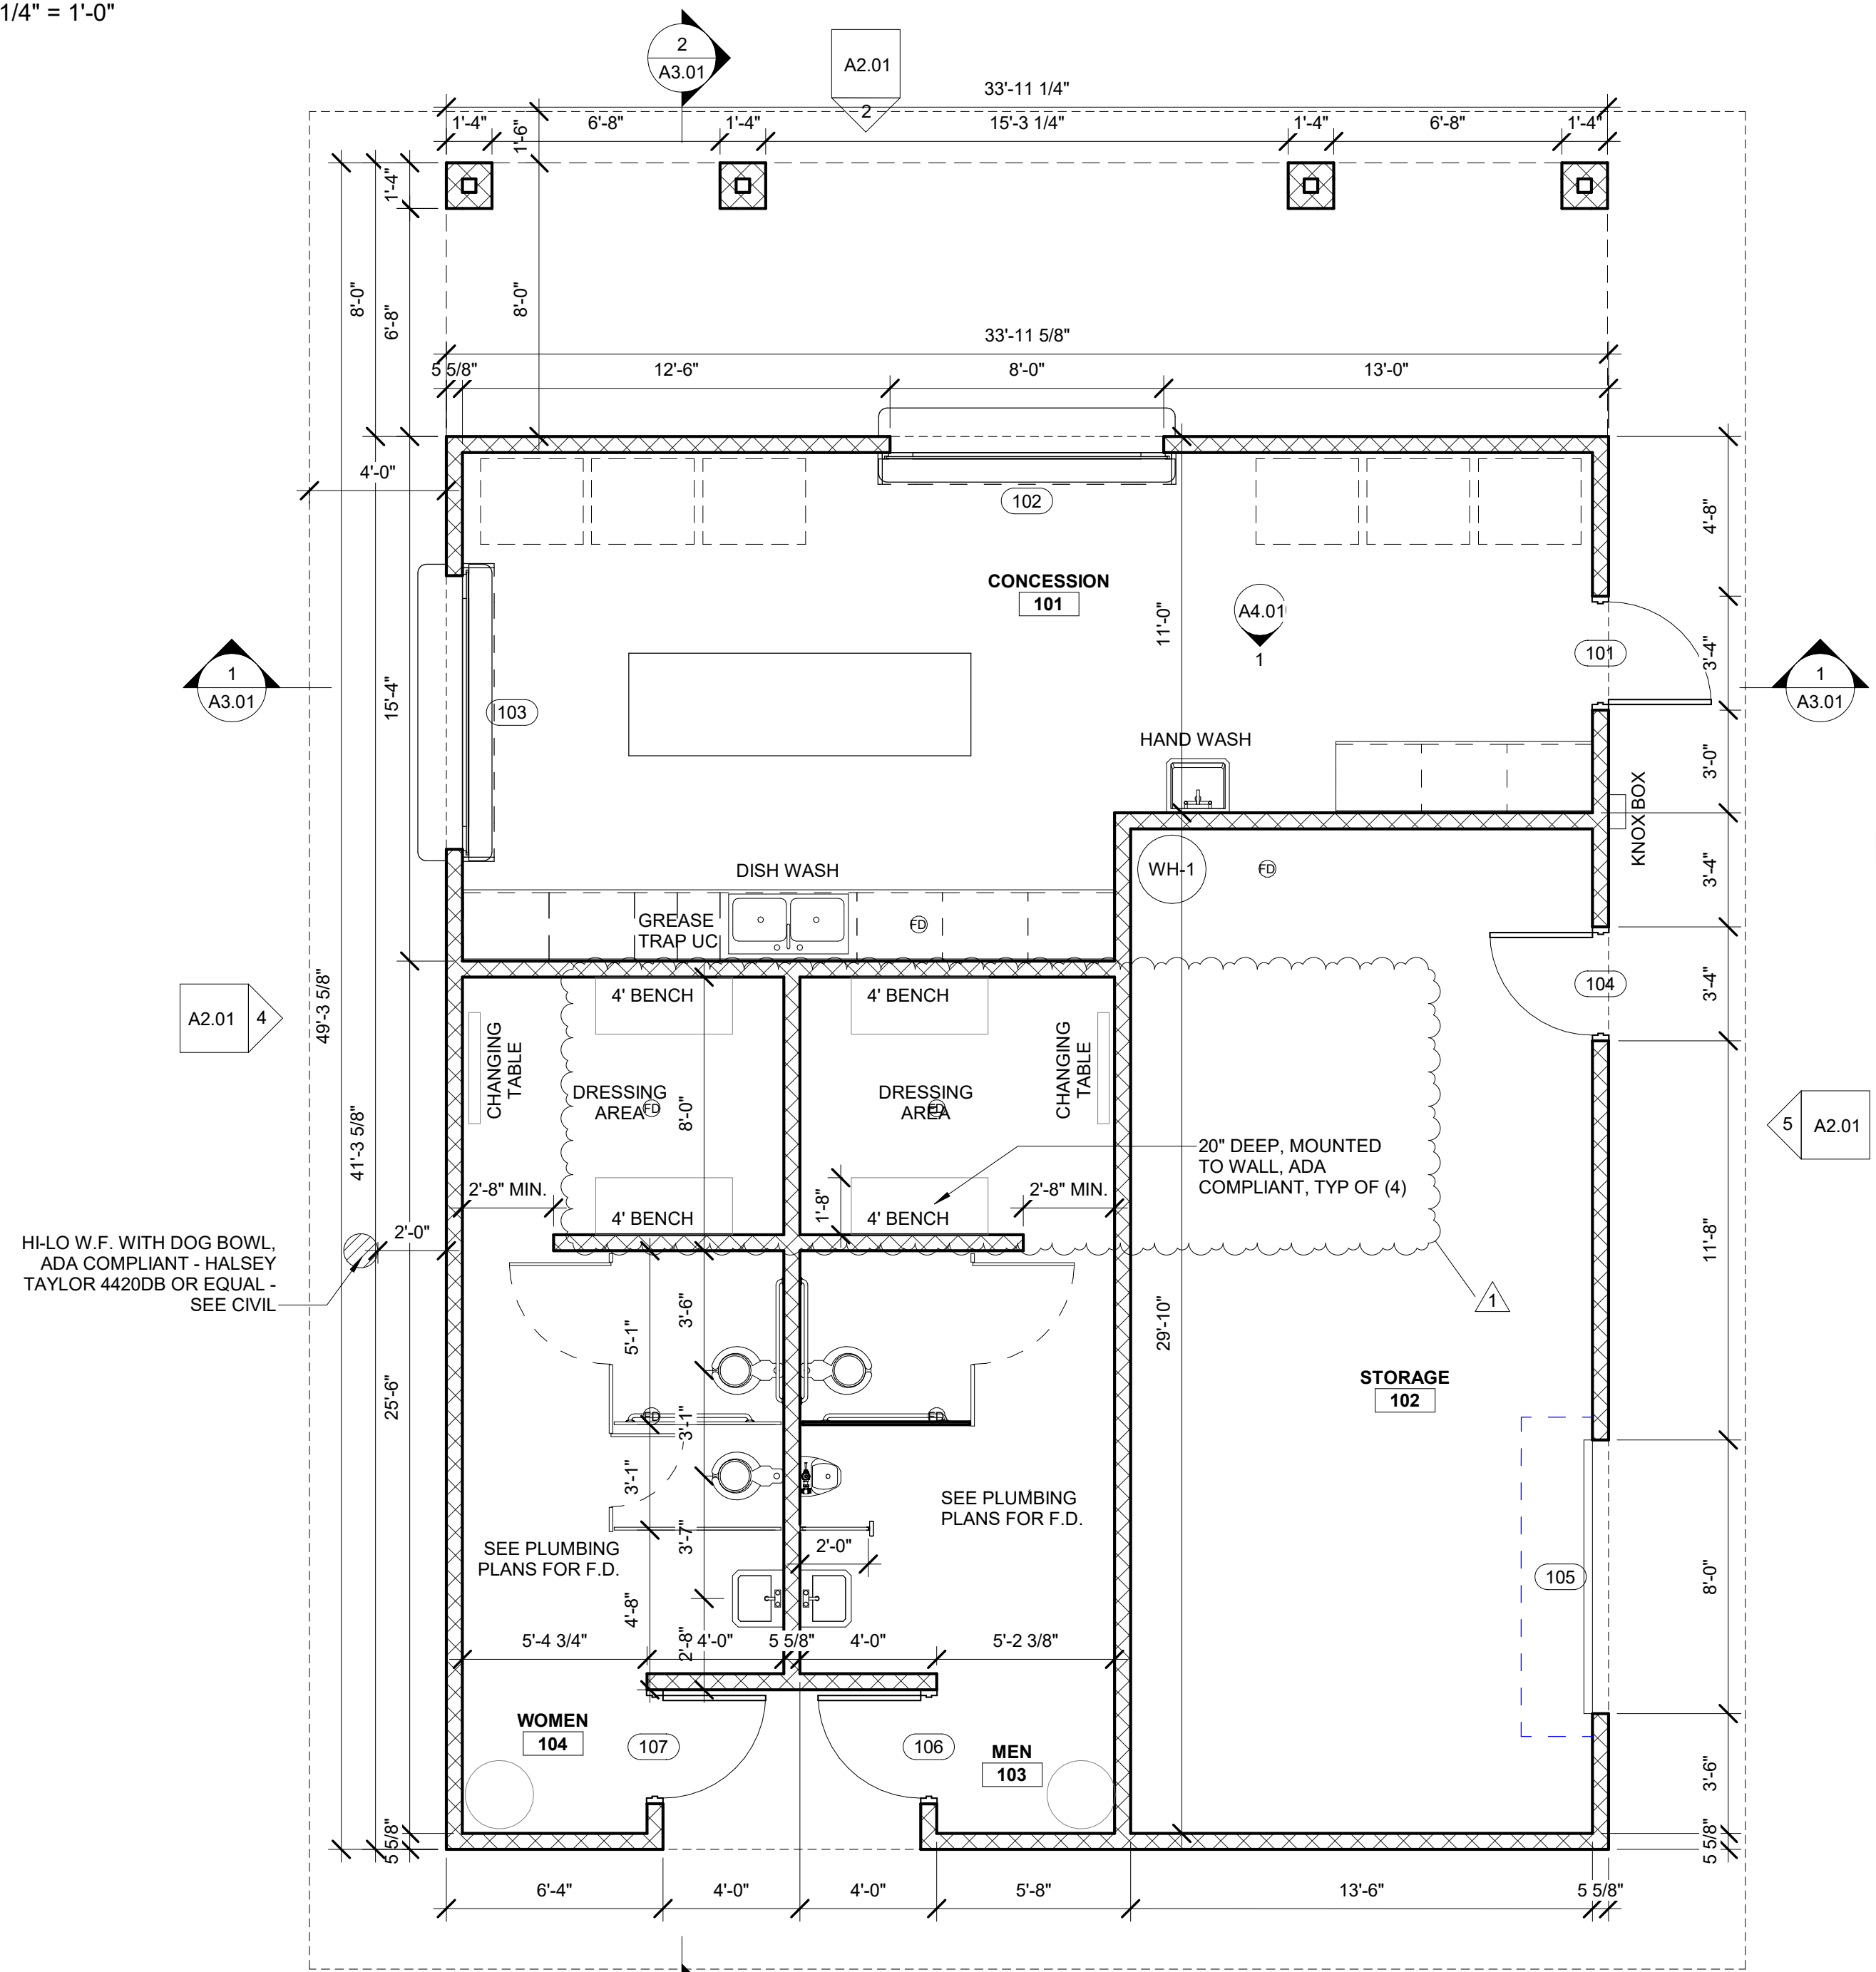 1/4" = 1'-0"
2
A3.01
A2.01
2
33'-11 1/4"
1'-4"
6'-8"
1'-4"
15'-3 1/4"
1'-4"
6'-8"
1'-4"
1'-6"
1'-4"
8'-0"
6'-8"
8'-0"
33'-11 5/8"
5 5/8"
12'-6"
8'-0"
13'-0"
4'-0"
102
4'-8"
CONCESSION
101
A4.01
1
11'-0"
101
3'-4"
1
A3.01
15'-4"
103
1
A3.01
HAND WASH
3'-0"
KNOX BOX
DISH WASH
WH-1
FD
3'-4"
GREASE
TRAP UC
FD
49'-3 5/8"
A2.01
4
4' BENCH
4' BENCH
104
3'-4"
CHANGING
TABLE
DRESSING
AREA
FD
8'-0"
DRESSING
AREA
FD
CHANGING
TABLE
41'-3 5/8"
5
A2.01
20" DEEP, MOUNTED
TO WALL, ADA
COMPLIANT, TYP OF (4)
2'-8" MIN.
1'-8"
2'-8" MIN.
4' BENCH
4' BENCH
2'-0"
HI-LO W.F. WITH DOG BOWL,
ADA COMPLIANT - HALSEY
TAYLOR 4420DB OR EQUAL -
SEE CIVIL
11'-8"
1
5'-1"
3'-6"
29'-10"
25'-6"
STORAGE
102
FD
3'-1"
FD
3'-1"
SEE PLUMBING
PLANS FOR F.D.
3'-7"
SEE PLUMBING
PLANS FOR F.D.
2'-0"
105
8'-0"
4'-8"
2'-8"
5'-4 3/4"
4'-0"
5 5/8"
4'-0"
5'-2 3/8"
WOMEN
104
107
106
MEN
103
3'-6"
5 5/8"
5 5/8"
6'-4"
4'-0"
4'-0"
5'-8"
13'-6"
5 5/8"